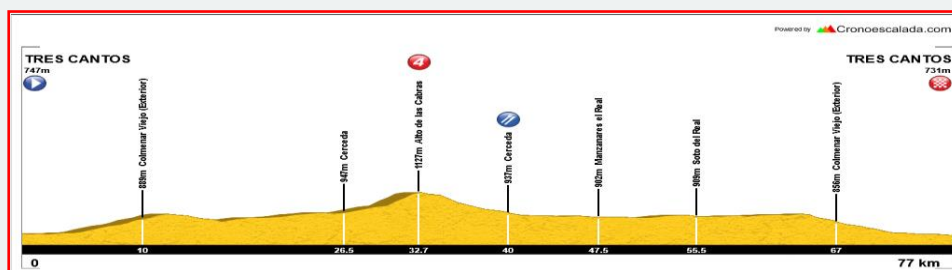 Powered by Cronoescalada.com
TRES CANTOS
747m
TRES CANTOS
731m
4
889m Colmenar Viejo (Exterior)
947m Cerceda
1127m Alto de las Cabras
937m Cerceda
902m Manzanares el Real
909m Soto del Real
856m Colmenar Viejo (Exterior)
10
26.5
32.7
40
47.5
55.5
67
0
77 km